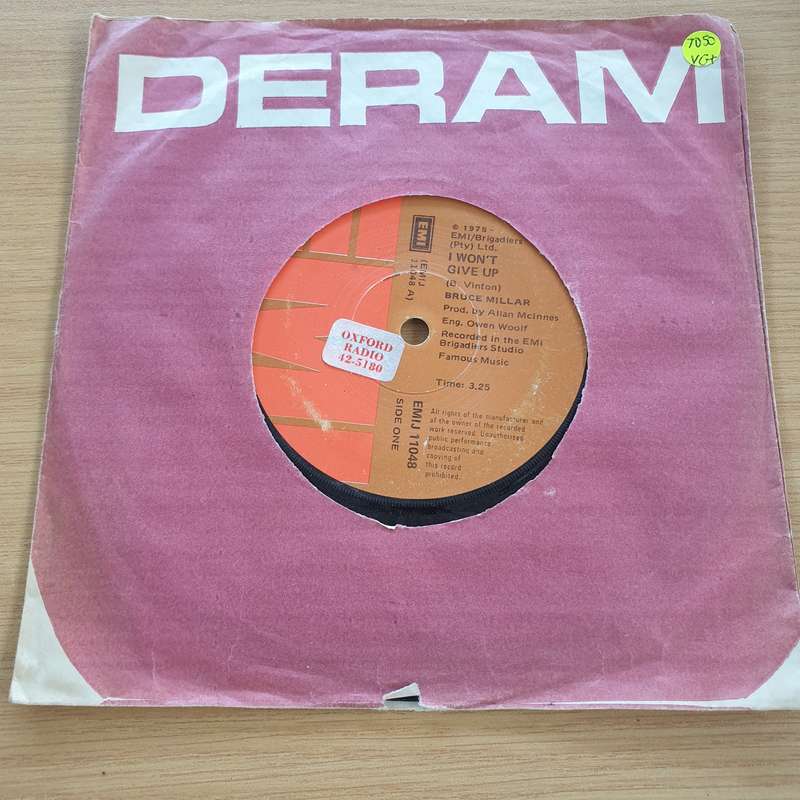 DERAM
7050
VG+
EMI
(EMIJ
11048 A)
℗ 1975 -
EMI/Brigadiers
(Pty) Ltd.
I WON'T
GIVE UP
(B. Vinton)
BRUCE MILLAR
Prod. by Allan McInnes
Eng. Owen Woolf
Recorded in the EMI
Brigadiers Studio
Famous Music
Time: 3.25
OXFORD
RADIO
42-5180
EMIJ 11048
SIDE ONE
All rights of the manufacturer and
of the owner of the recorded
work reserved. Unauthorised
public performance,
broadcasting and
copying of
this record
prohibited.